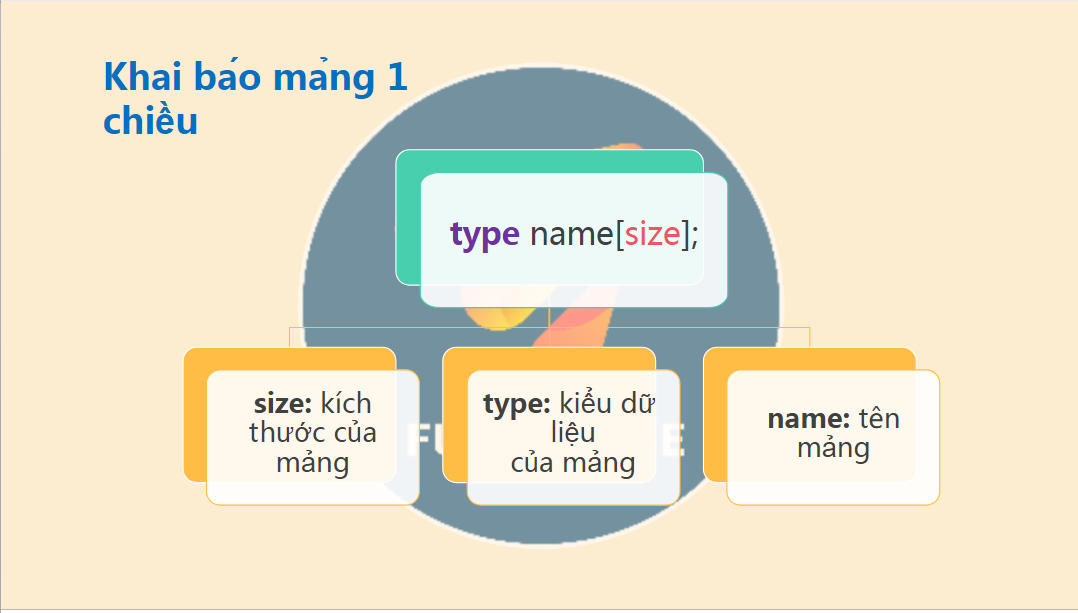 Khai báo mảng 1
chiều
type name[size];
size: kích
thước của
mảng
type: kiểu dữ
liệu
của mảng
name: tên
mảng